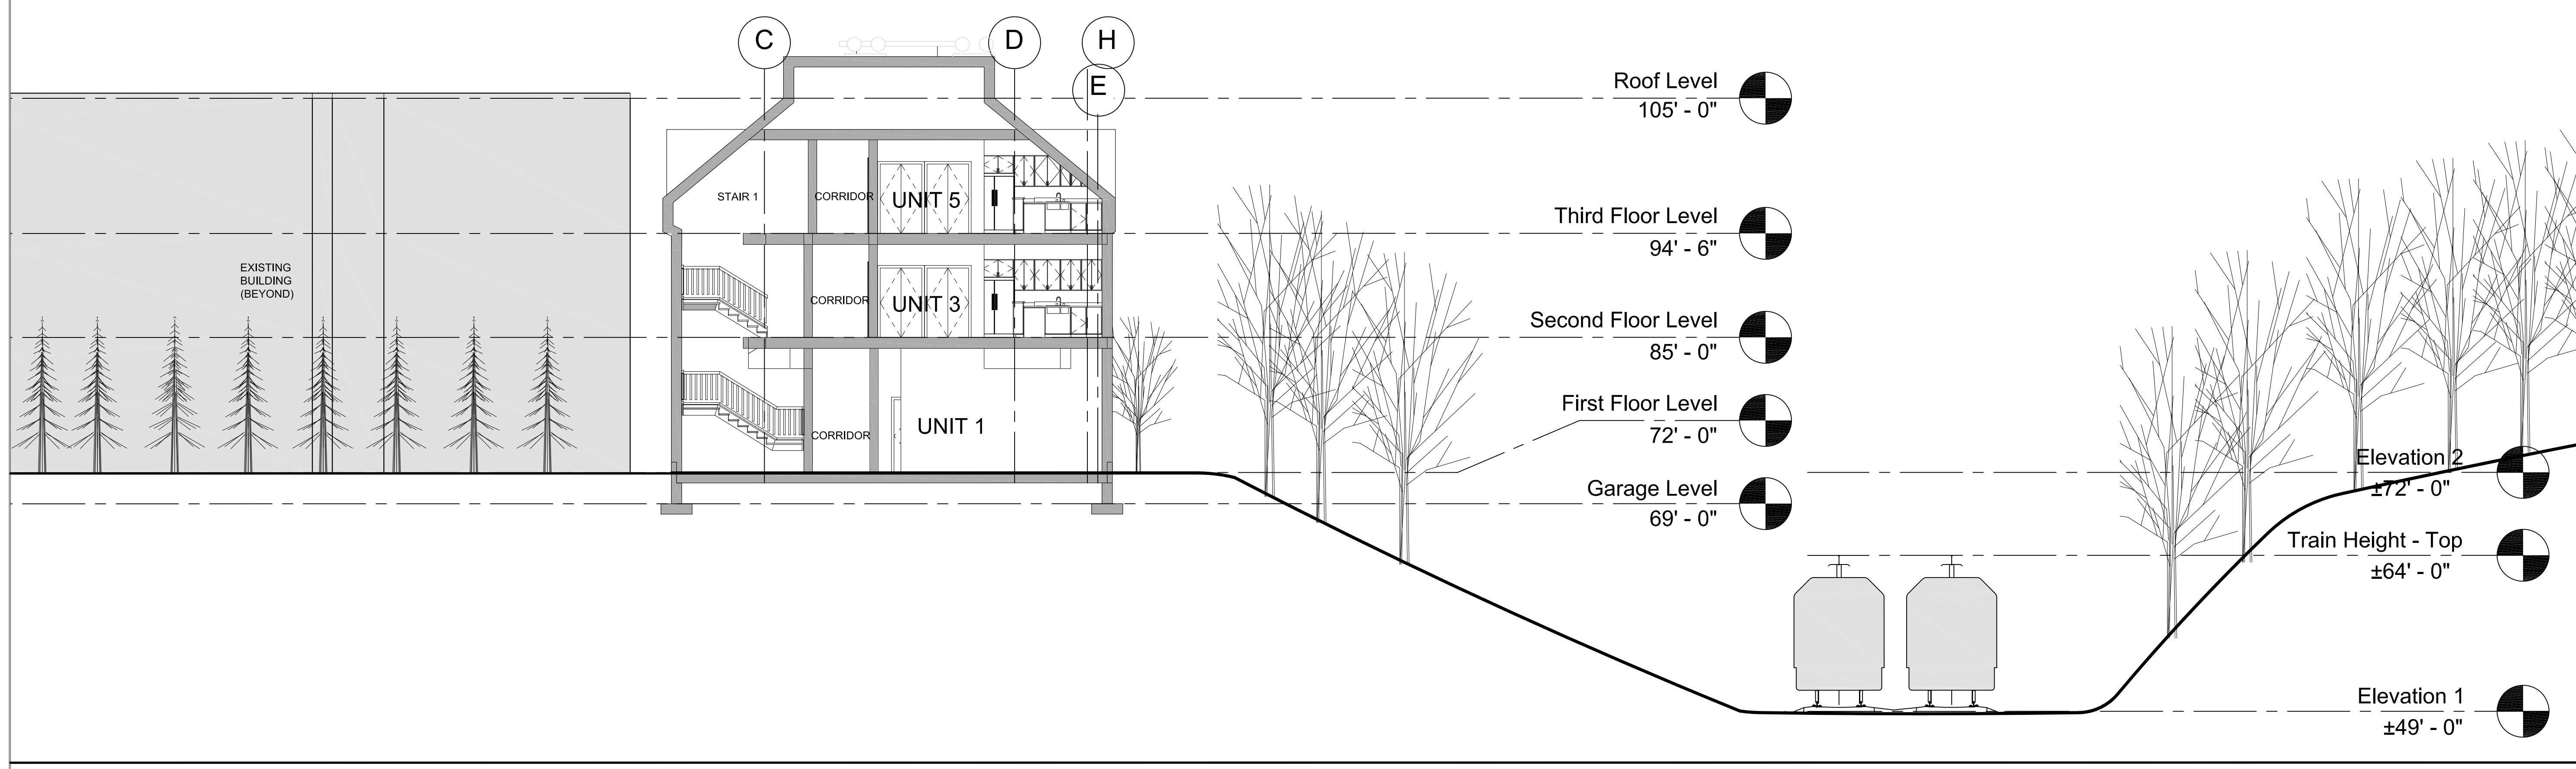 C
D
H
E
Roof Level
105' - 0"
STAIR 1
CORRIDOR
UNIT 5
Third Floor Level
94' - 6"
EXISTING
BUILDING
(BEYOND)
CORRIDOR
UNIT 3
Second Floor Level
85' - 0"
First Floor Level
72' - 0"
CORRIDOR
UNIT 1
Elevation 2
±72' - 0"
Garage Level
69' - 0"
Train Height - Top
±64' - 0"
Elevation 1
±49' - 0"